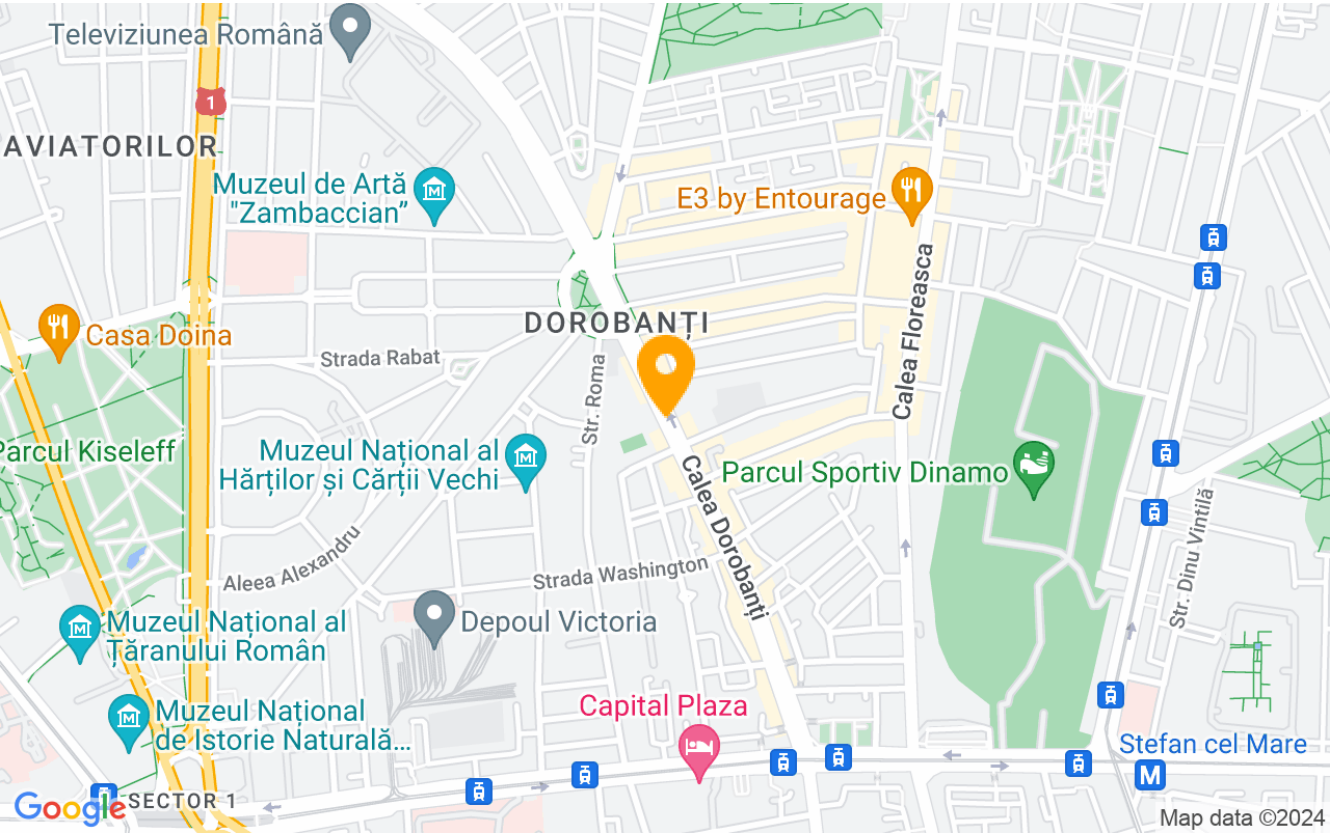 Televiziunea Română
1
AVIATORILOR
Muzeul de Artă
"Zambaccian”
E3 by Entourage
Casa Doina
DOROBANȚI
Strada Rabat
Str. Roma
Calea Floreasca
Parcul Kiseleff
Muzeul Național al
Hărților și Cărții Vechi
Calea Dorobanți
Parcul Sportiv Dinamo
Str. Dinu Vintilă
Aleea Alexandru
Strada Washington
Muzeul Național al
Țăranului Român
Depoul Victoria
Muzeul Național
de Istorie Naturală...
Capital Plaza
Stefan cel Mare
M
Google
SECTOR 1
Map data ©2024